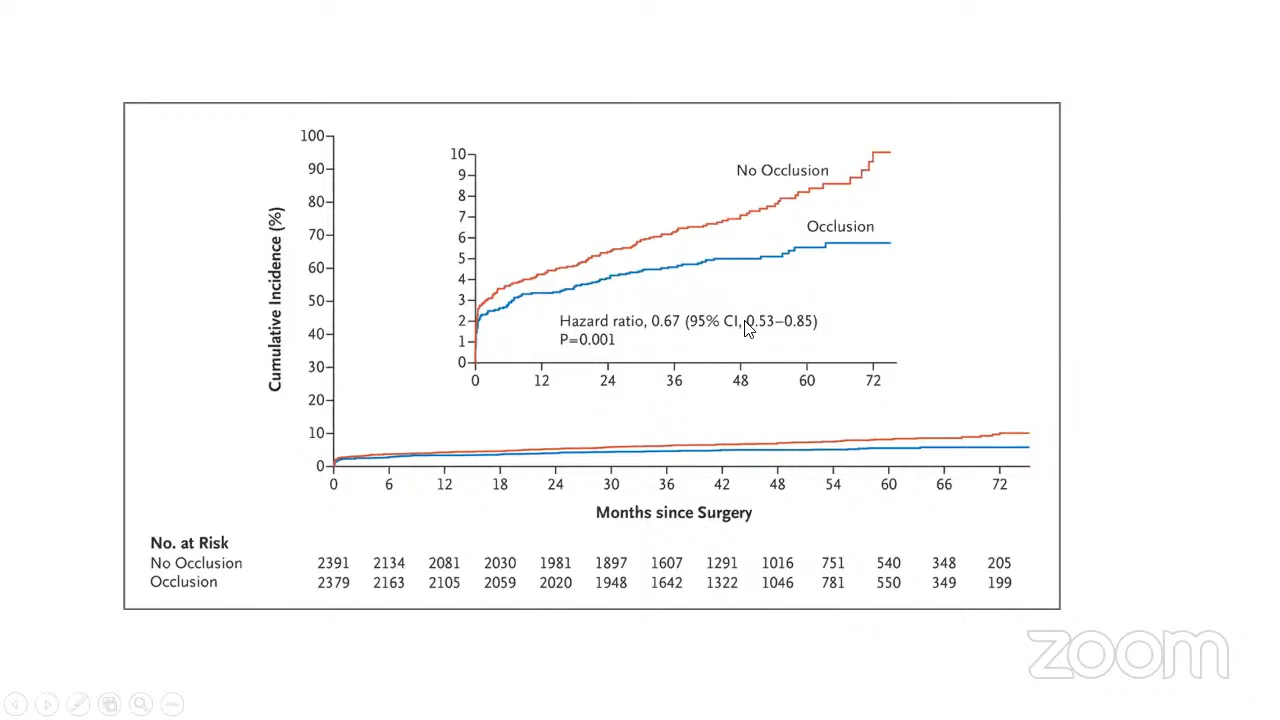 100
90
80
70
60
50
40
30
20
10
0
Cumulative Incidence (%)
10
9
8
7
6
5
4
3
2
1
0
No Occlusion
Occlusion
Hazard ratio, 0.67 (95% CI, 0.53–0.85)
P=0.001
0 12 24 36 48 60 72
0 6 12 18 24 30 36 42 48 54 60 66 72
Months since Surgery
No. at Risk
No Occlusion 2391 2134 2081 2030 1981 1897 1607 1291 1016 751 540 348 205
Occlusion 2379 2163 2105 2059 2020 1948 1642 1322 1046 781 550 349 199
zoom